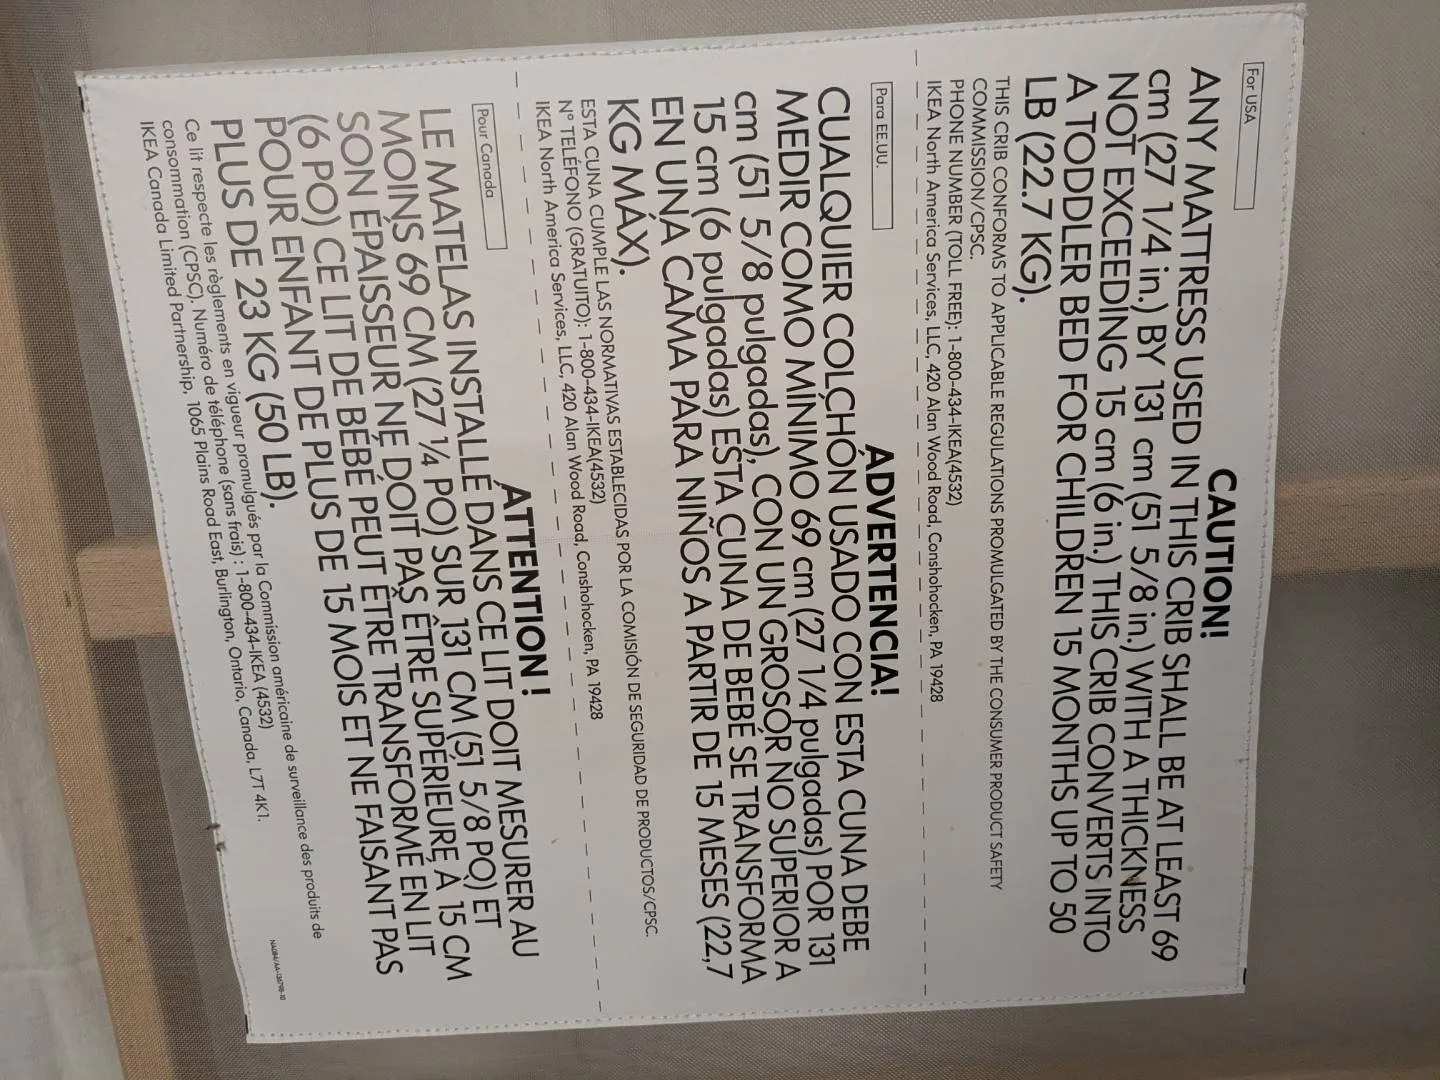 For USA
CAUTION!
ANY MATTRESS USED IN THIS CRIB SHALL BE AT LEAST 69
cm (27 1/4 in.) BY 131 cm (51 5/8 in.) WITH A THICKNESS
NOT EXCEEDING 15 cm (6 in.) THIS CRIB CONVERTS INTO
A TODDLER BED FOR CHILDREN 15 MONTHS UP TO 50
LB (22.7 KG).
THIS CRIB CONFORMS TO APPLICABLE REGULATIONS PROMULGATED BY THE CONSUMER PRODUCT SAFETY
COMMISSION/CPSC.
PHONE NUMBER (TOLL FREE): 1-800-434-IKEA(4532)
IKEA North America Services, LLC, 420 Alan Wood Road, Conshohocken, PA 19428
Para EE.UU.
ADVERTENCIA!
CUALQUIER COLCHÓN USADO CON ESTA CUNA DEBE
MEDIR COMO MÍNIMO 69 cm (27 1/4 pulgadas) POR 131
cm (51 5/8 pulgadas), CON UN GROSOR NO SUPERIOR A
15 cm (6 pulgadas) ESTA CUNA DE BEBÉ SE TRANSFORMA
EN UNA CAMA PARA NIÑOS A PARTIR DE 15 MESES (22,7
KG MÁX).
ESTA CUNA CUMPLE LAS NORMATIVAS ESTABLECIDAS POR LA COMISIÓN DE SEGURIDAD DE PRODUCTOS/CPSC.
Nº TELÉFONO (GRATUITO): 1-800-434-IKEA(4532)
IKEA North America Services, LLC, 420 Alan Wood Road, Conshohocken, PA 19428
Pour Canada
ATTENTION !
LE MATELAS INSTALLÉ DANS CE LIT DOIT MESURER AU
MOINS 69 CM (27 ¼ PO) SUR 131 CM (51 5/8 PO) ET
SON ÉPAISSEUR NE DOIT PAS ÊTRE SUPÉRIEURE À 15 CM
(6 PO) CE LIT DE BÉBÉ PEUT ÊTRE TRANSFORMÉ EN LIT
POUR ENFANT DE PLUS DE 15 MOIS ET NE FAISANT PAS
PLUS DE 23 KG (50 LB).
Ce lit respecte les règlements en vigueur promulgués par la Commission américaine de surveillance des produits de
consommation (CPSC). Numéro de téléphone (sans frais) : 1-800-434-IKEA (4532)
IKEA Canada Limited Partnership, 1065 Plains Road East, Burlington, Ontario, Canada, L7T 4K1.